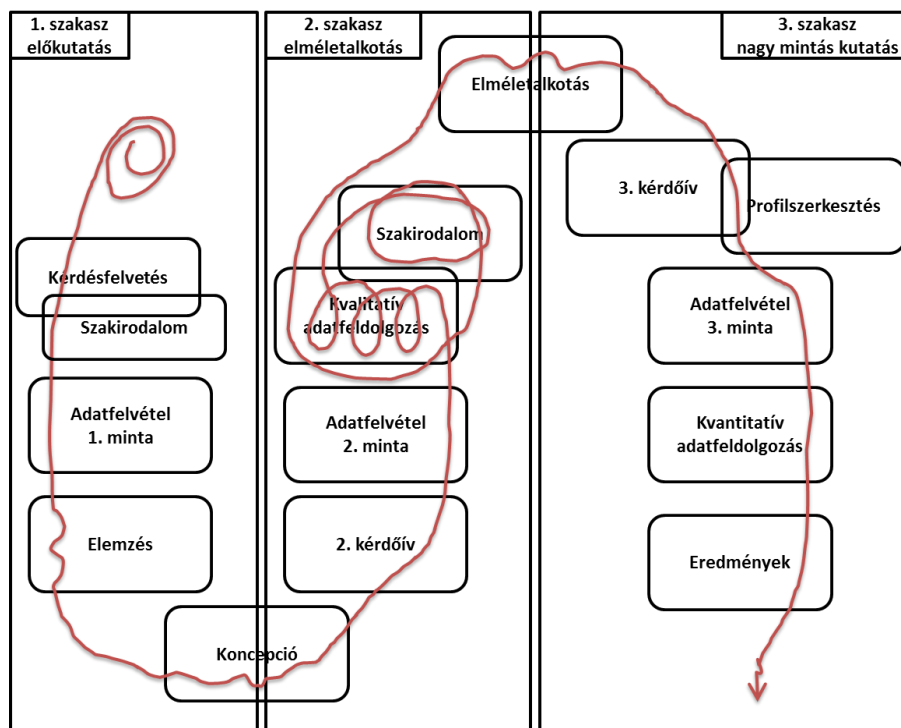 1. szakasz
előkutatás
Kérdésfelvetés
Szakirodalom
Adatfelvétel
1. minta
Elemzés
Koncepció
2. szakasz
elméletalkotás
Elméletalkotás
Szakirodalom
Kvalitatív
adatfeldolgozás
Adatfelvétel
2. minta
2. kérdőív
3. szakasz
nagy mintás kutatás
3. kérdőív
Profilszerkesztés
Adatfelvétel
3. minta
Kvantitatív
adatfeldolgozás
Eredmények